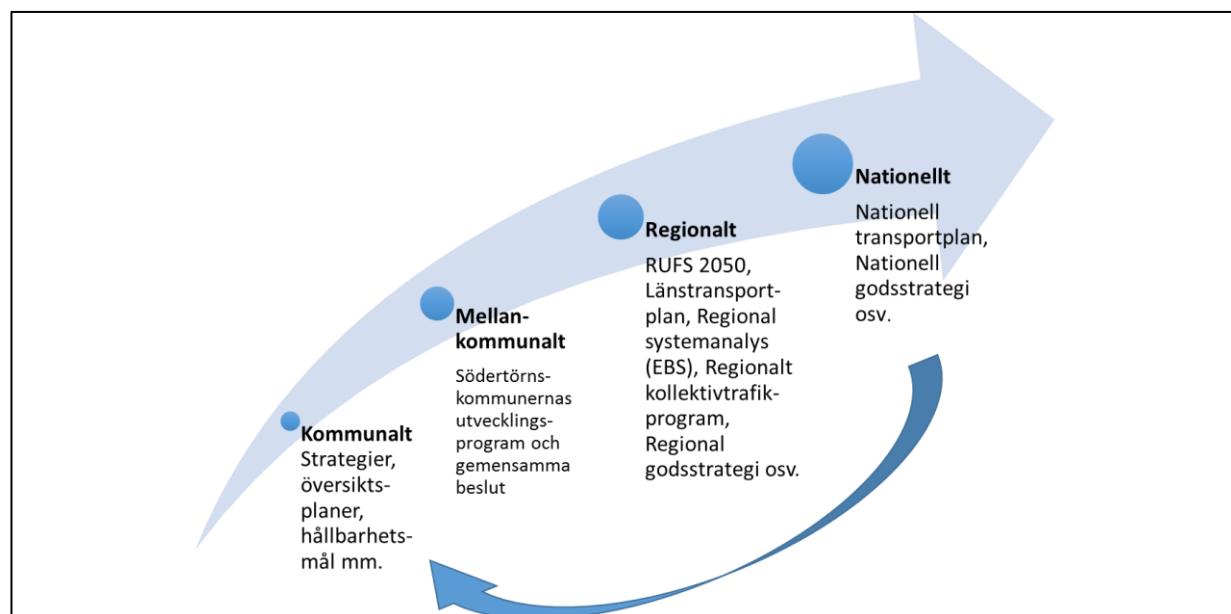 Kommunalt
Strategier,
översikts-
planer,
hållbarhets-
mål mm.
Mellan-
kommunalt
Södertörns-
kommunernas
utvecklings-
program och
gemensamma
beslut
Regionalt
RUFS 2050,
Länstransport-
plan, Regional
systemanalys
(EBS), Regionalt
kollektivtrafik-
program,
Regional
godsstrategi osv.
Nationellt
Nationell
transportplan,
Nationell
godsstrategi
osv.